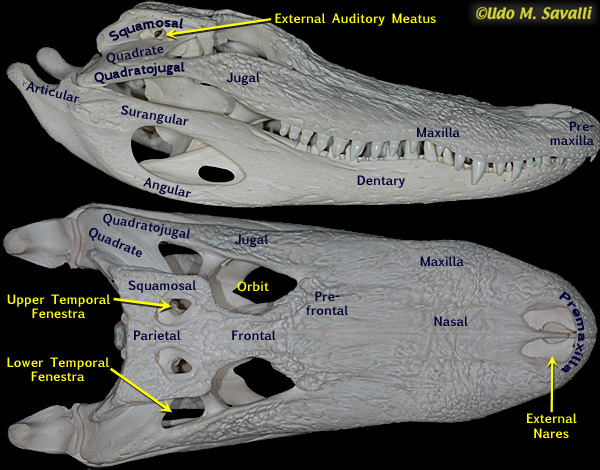 ©Udo M. Savalli
External Auditory Meatus
Squamosal
Quadrate
Quadratojugal
Jugal
Articular
Surangular
Maxilla
Pre-
maxilla
Dentary
Angular
Quadratojugal
Quadrate
Jugal
Maxilla
Squamosal
Orbit
Upper Temporal
Fenestra
Pre-
frontal
Premaxilla
Parietal
Frontal
Nasal
Lower Temporal
Fenestra
External
Nares